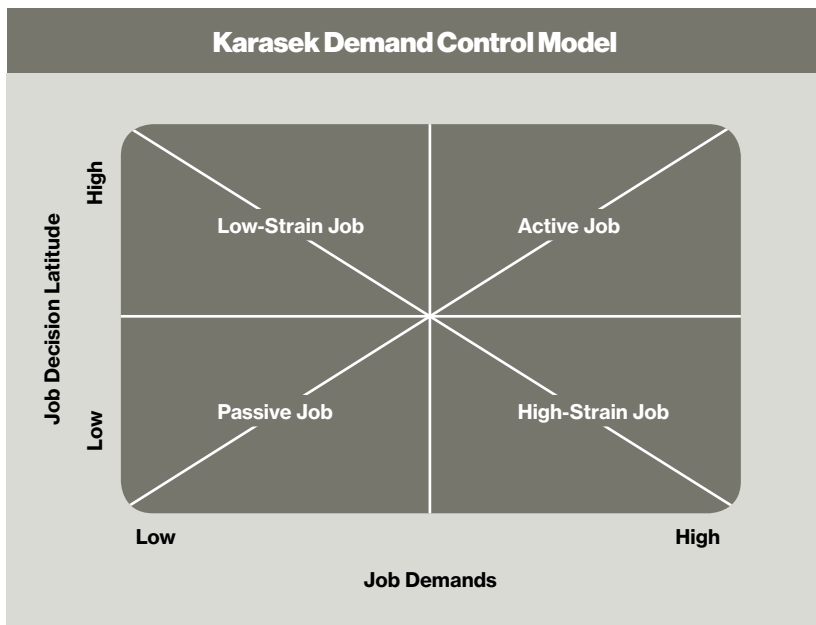 Karasek Demand Control Model
High
Low-Strain Job
Active Job
Job Decision Latitude
Passive Job
High-Strain Job
Low
Low
High
Job Demands